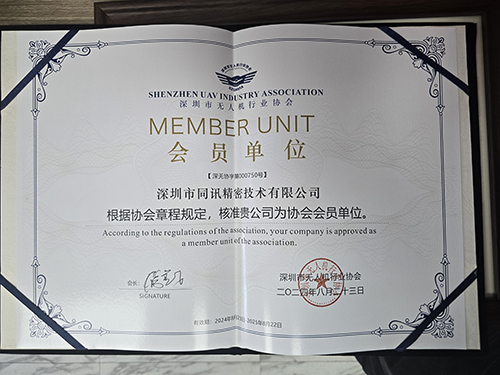 SHENZHEN UAV INDUSTRY ASSOCIATION
深圳市无人机行业协会
MEMBER UNIT
会员单位
【深无协字第000750号】
深圳市同讯精密技术有限公司
根据协会章程规定，核准贵公司为协会会员单位。
According to the regulations of the association, your company is approved as
a member unit of the association.
会长:
SIGNATURE
深圳市无人机行业协会
二〇二四年八月二十三日
有效期: 2024年8月23日-2025年8月22日